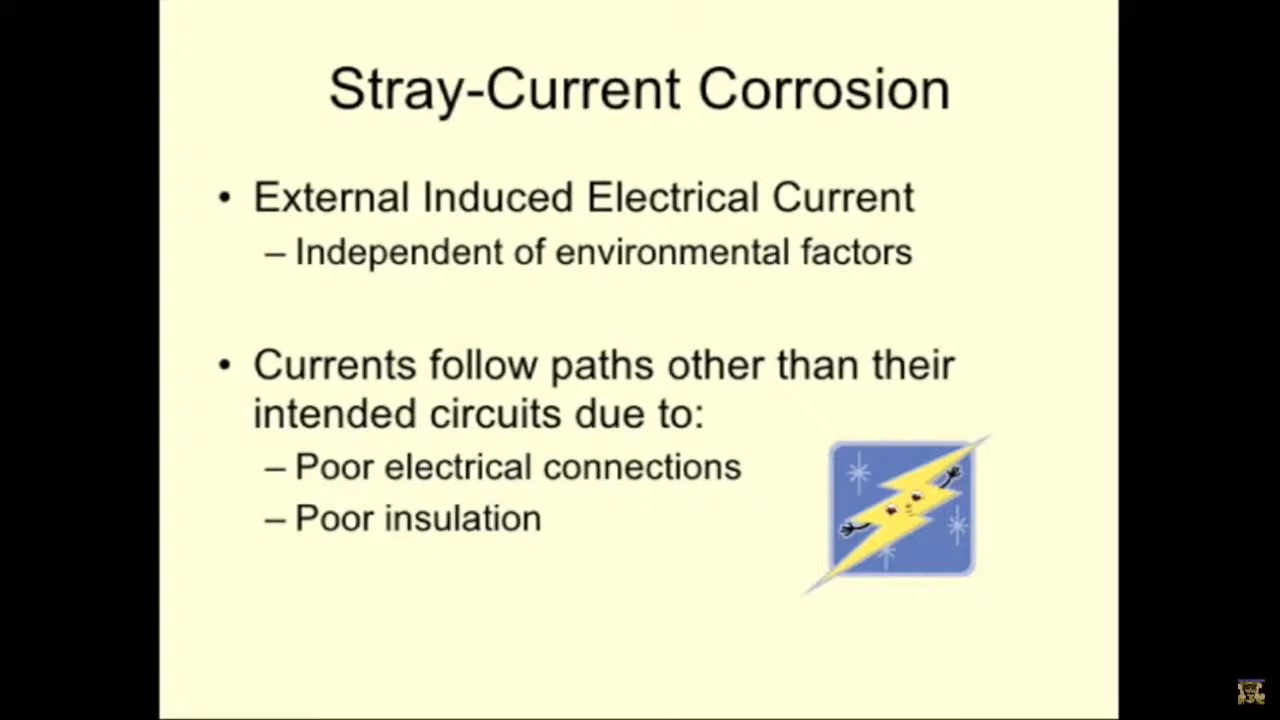 Stray-Current Corrosion
• External Induced Electrical Current
– Independent of environmental factors
• Currents follow paths other than their
intended circuits due to:
– Poor electrical connections
– Poor insulation